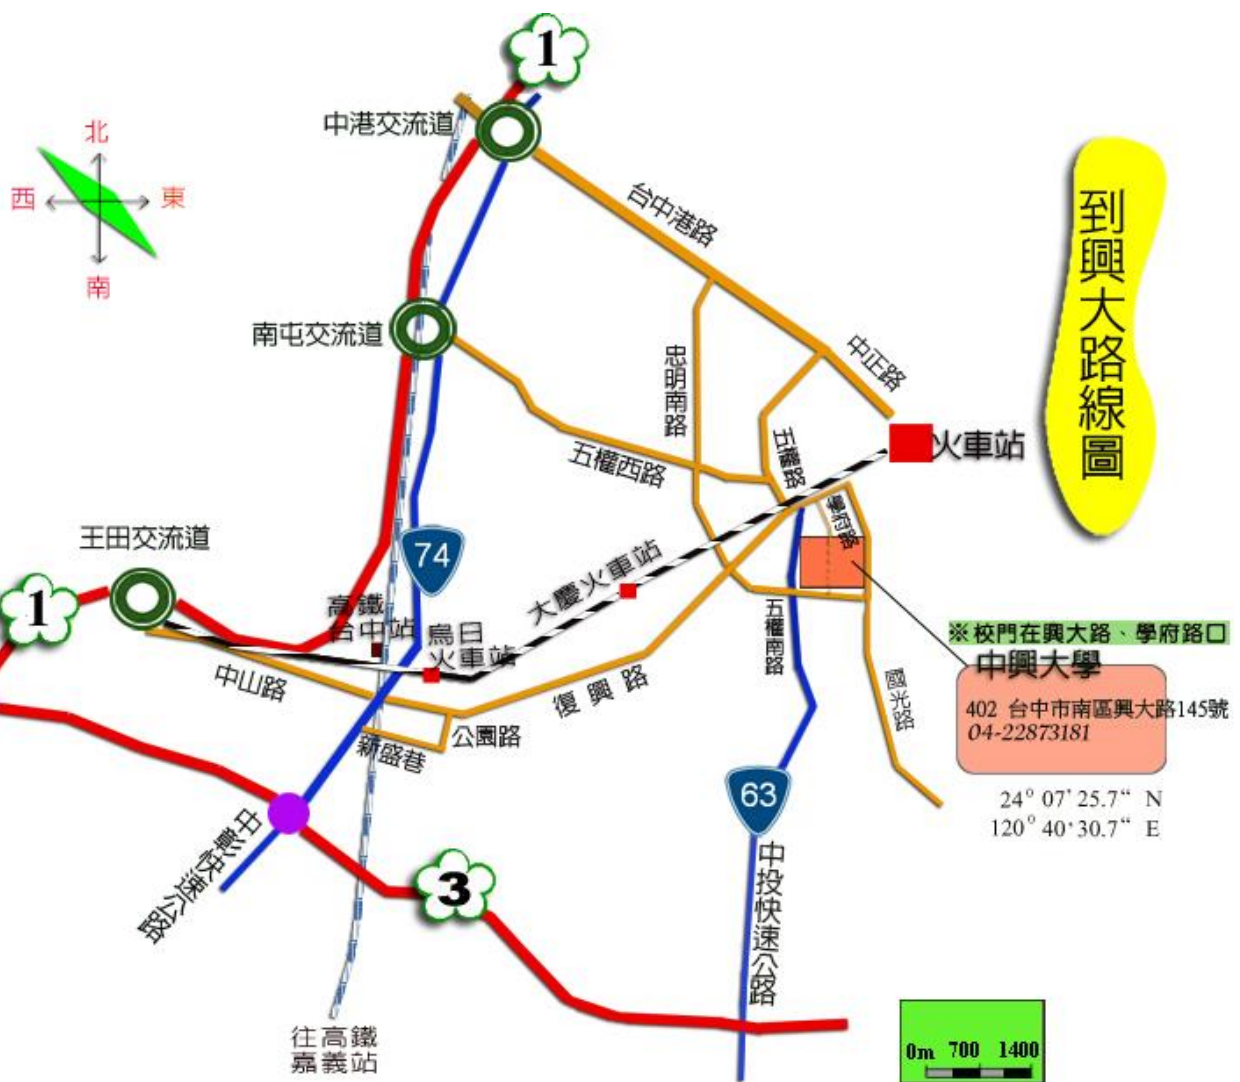 1
中港交流道
北
西
東
南
台中港路
到興大路線圖
南屯交流道
忠明南路
中正路
火車站
五權西路
五權路
學府路
王田交流道
74
1
高鐵
台中站
烏日
火車站
大慶火車站
五權南路
※校門在興大路、學府路口
中興大學
402 台中市南區興大路145號
04-22873181
中山路
復興路
國光路
公園路
新盛巷
63
24° 07' 25.7“ N
120° 40' 30.7“ E
中彰快速公路
3
中投快速公路
往高鐵
嘉義站
0m 700 1400